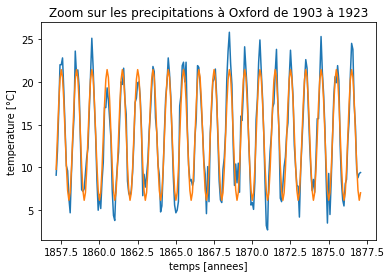 Zoom sur les precipitations à Oxford de 1903 à 1923
temperature [°C]
25
20
15
10
5
1857.5 1860.0 1862.5 1865.0 1867.5 1870.0 1872.5 1875.0 1877.5
temps [annees]